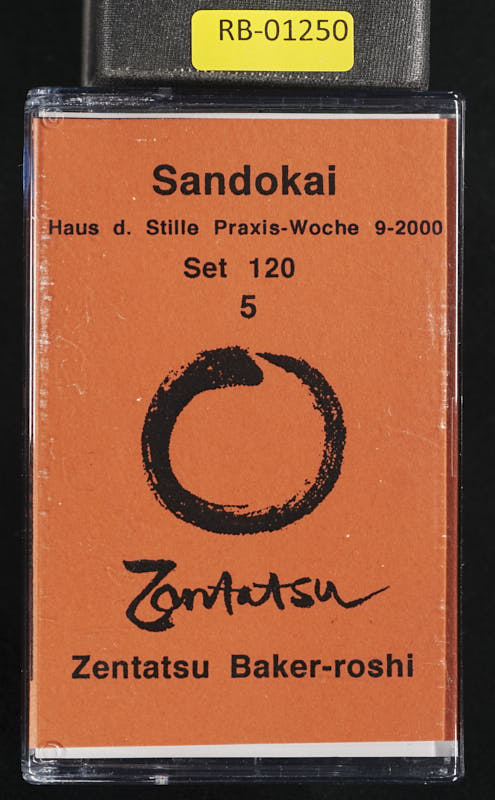 RB-01250
Sandokai
Haus d. Stille Praxis-Woche 9-2000
Set 120
5
Zentatsu
Zentatsu Baker-roshi